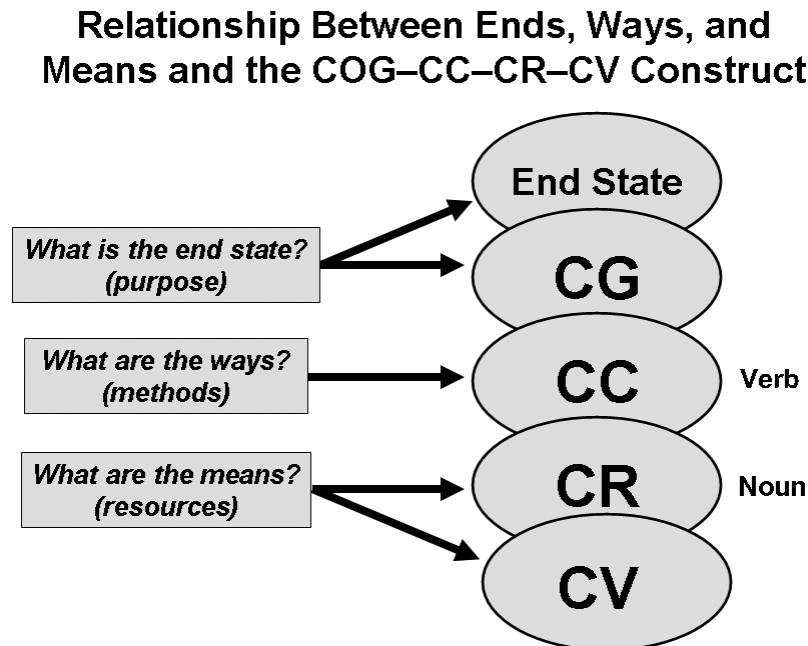 Relationship Between Ends, Ways, and
Means and the COG–CC–CR–CV Construct
End State
What is the end state?
(purpose)
CG
What are the ways?
(methods)
CC
Verb
What are the means?
(resources)
CR
Noun
CV